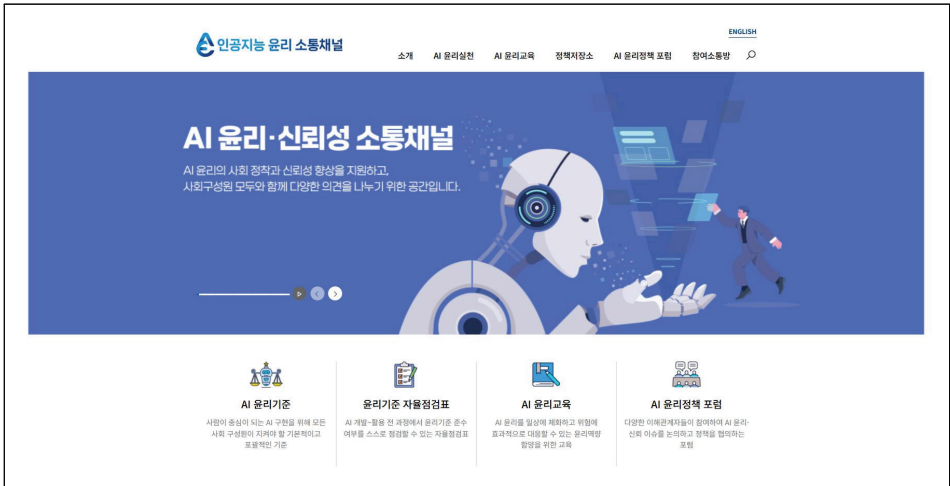 ENGLISH
인공지능 윤리 소통채널
소개 AI 윤리실천 AI 윤리교육 정책저장소 AI 윤리정책 포럼 참여소통방
AI 윤리·신뢰성 소통채널
AI 윤리의 사회 정착과 신뢰성 향상을 지원하고,
사회구성원 모두와 함께 다양한 의견을 나누기 위한 공간입니다.
AI 윤리기준
사람이 중심이 되는 AI 구현을 위해 모든
사회 구성원이 지켜야 할 기본적이고
포괄적인 기준
윤리기준 자율점검표
AI 개발~활용 전 과정에서 윤리기준 준수
여부를 스스로 점검할 수 있는 자율점검표
AI 윤리교육
AI 윤리를 일상에 체화하고 위험에
효과적으로 대응할 수 있는 윤리역량
함양을 위한 교육
AI 윤리정책 포럼
다양한 이해관계자들이 참여하여 AI 윤리·
신뢰 이슈를 논의하고 정책을 협의하는
포럼